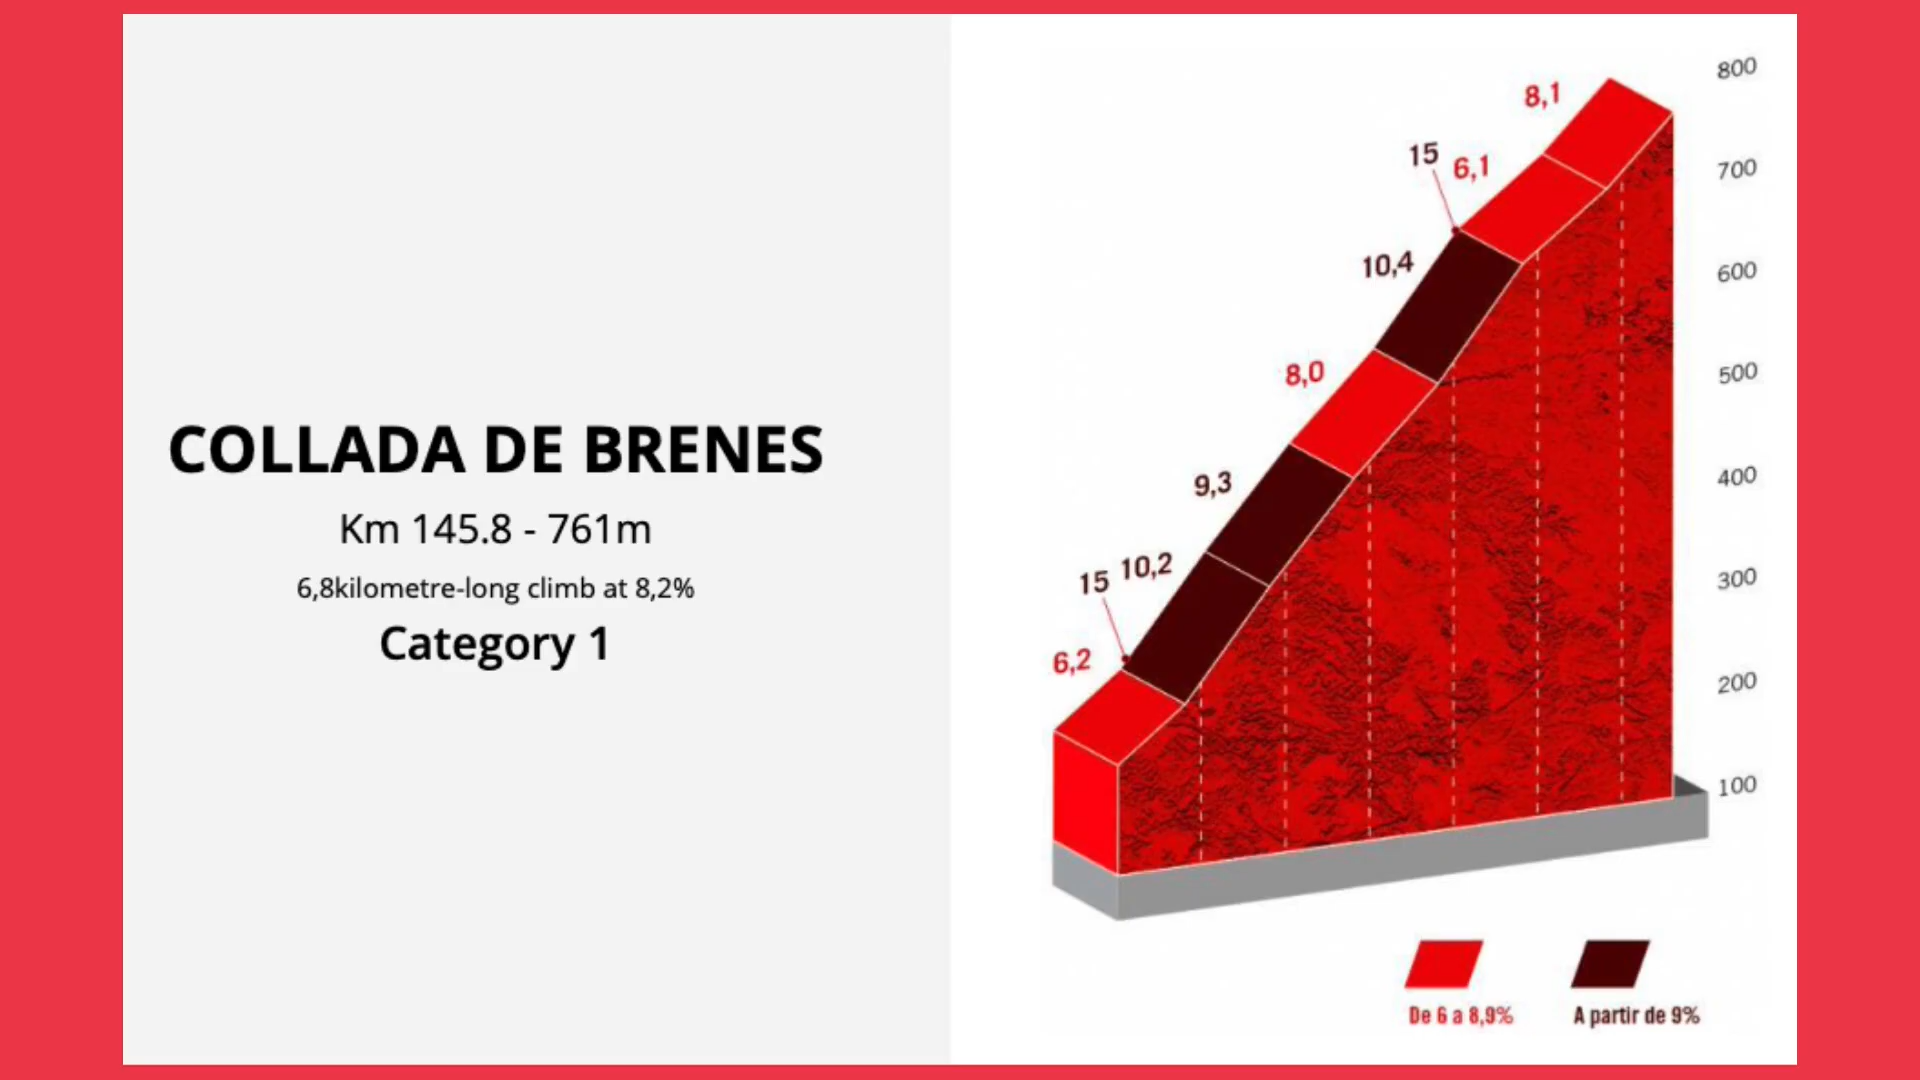 COLLADA DE BRENES
Km 145.8 - 761m
6,8kilometre-long climb at 8,2%
Category 1
800
8,1
15
6,1
700
10,4
600
8,0
500
9,3
400
15
10,2
300
6,2
200
100
De 6 a 8,9%
A partir de 9%